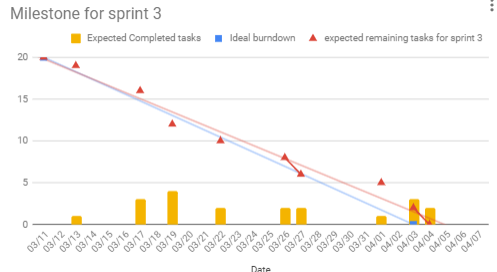 Milestone for sprint 3
Expected Completed tasks Ideal burndown expected remaining tasks for sprint 3
20
15
10
5
0
03/11 03/12 03/13 03/14 03/15 03/16 03/17 03/18 03/19 03/20 03/21 03/22 03/23 03/24 03/25 03/26 03/27 03/28 03/29 03/30 03/31 04/01 04/02 04/03 04/04 04/05 04/06 04/07
Date